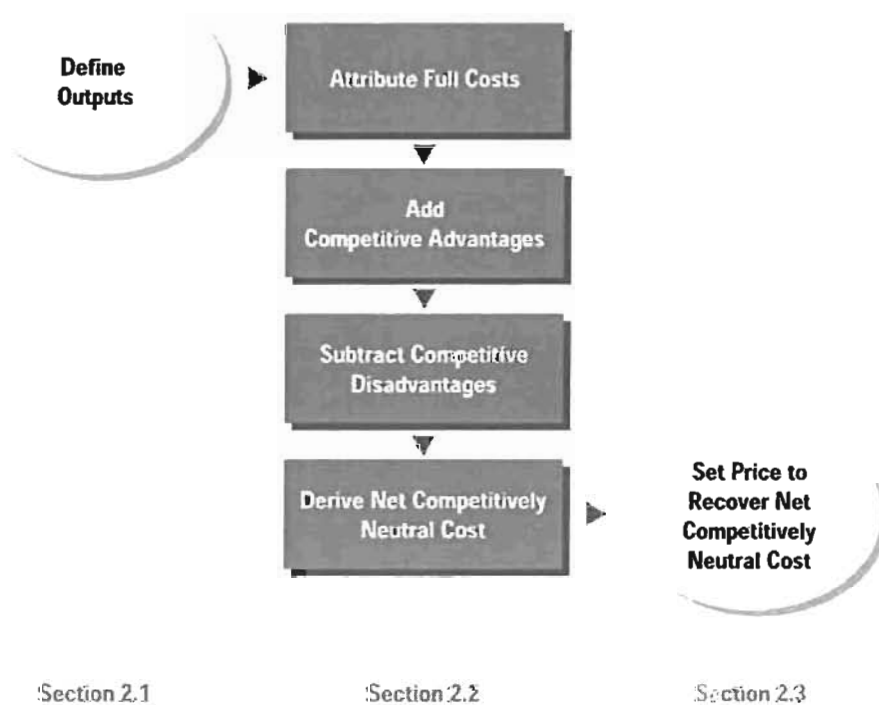 Define
Outputs
Attribute Full Costs
Add
Competitive Advantages
Subtract Competitive
Disadvantages
Derive Net Competitively
Neutral Cost
Set Price to
Recover Net
Competitively
Neutral Cost
Section 2.1
Section 2.2
Section 2.3